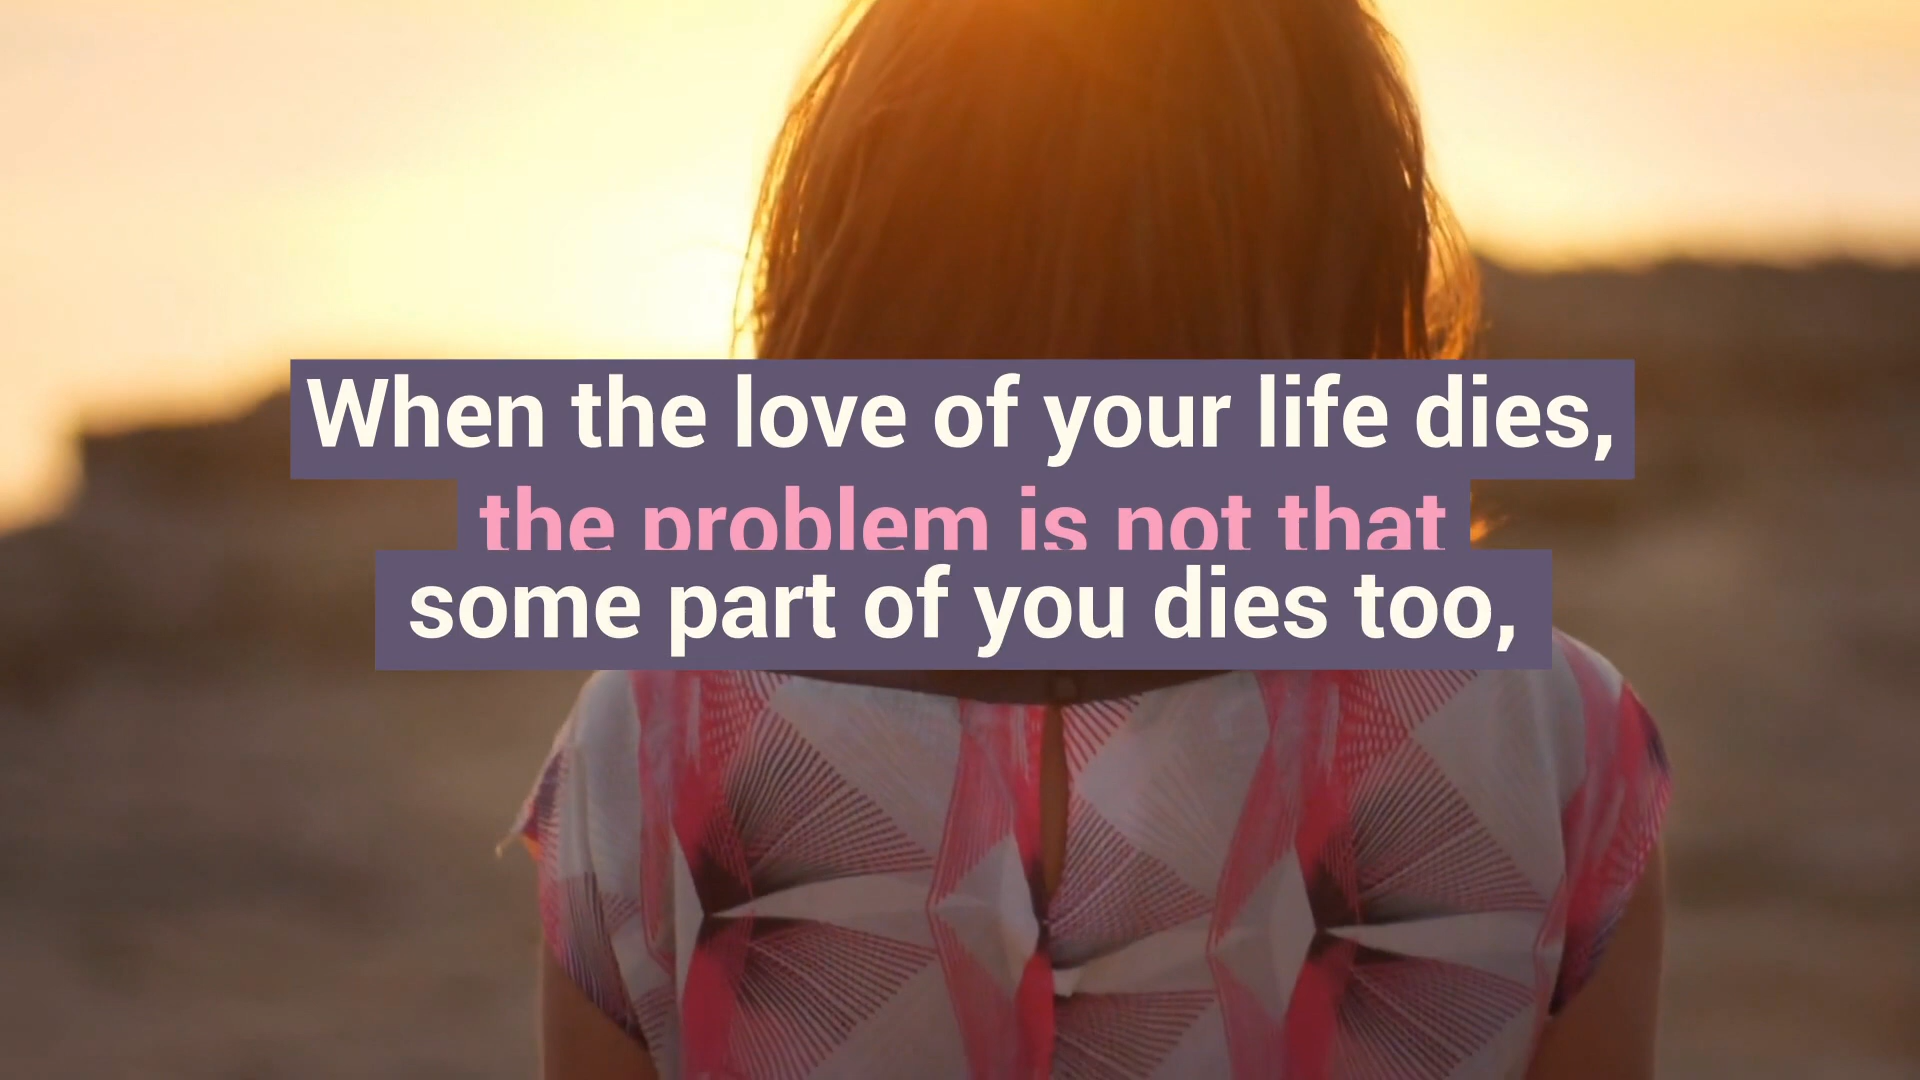 When the love of your life dies,
the problem is not that
some part of you dies too,